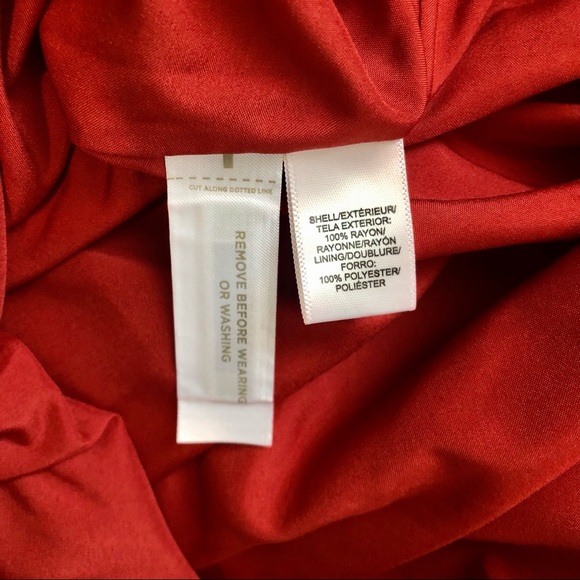 CUT ALONG DOTTED LINE
REMOVE BEFORE WEARING
OR WASHING
SHELL/EXTÉRIEUR/
TELA EXTERIOR:
100% RAYON/
RAYONNE/RAYÓN
LINING/DOUBLURE/
FORRO:
100% POLYESTER/
POLIÉSTER